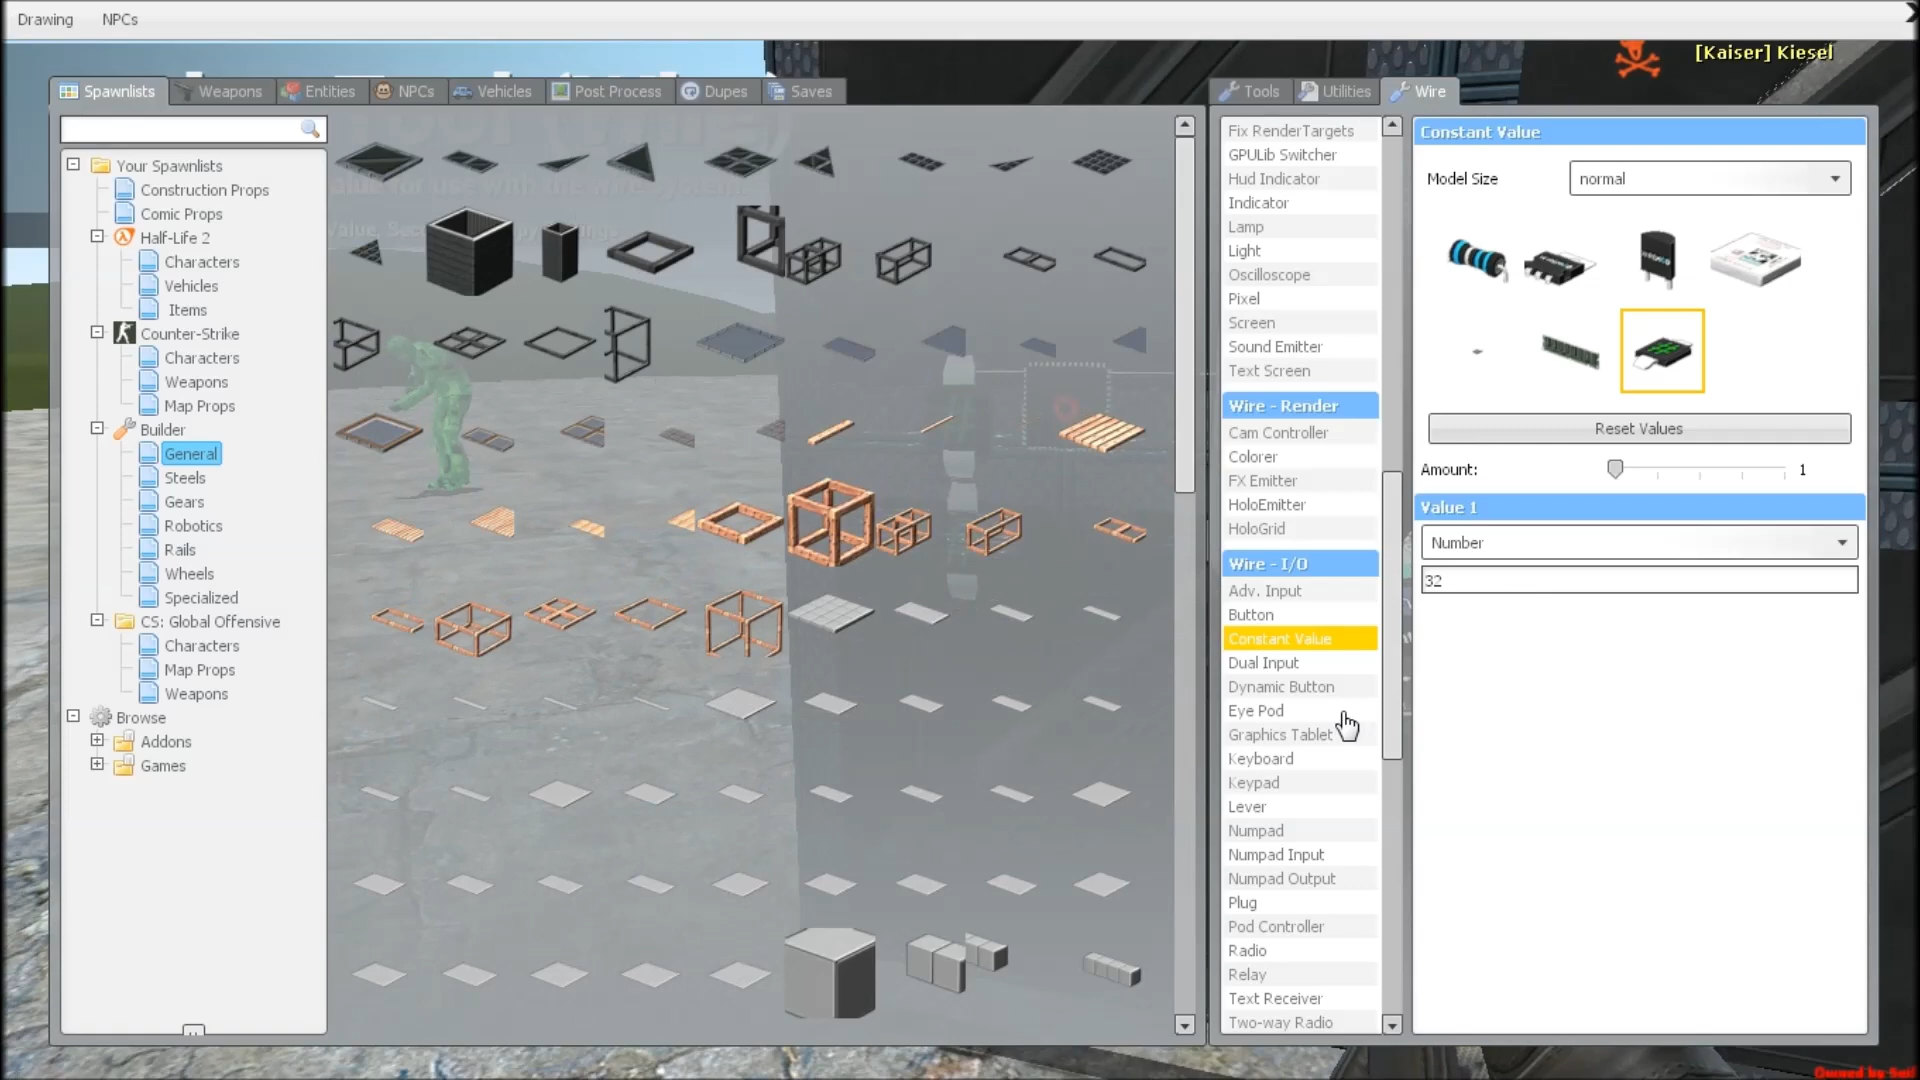 Drawing NPCs
[Kaiser] Kiesel
Spawnlists Weapons Entities NPCs Vehicles Post Process Dupes Saves
Your Spawnlists
Construction Props
Comic Props
Half-Life 2
Characters
Vehicles
Items
Counter-Strike
Characters
Weapons
Map Props
Builder
General
Steels
Gears
Robotics
Rails
Wheels
Specialized
CS: Global Offensive
Characters
Map Props
Weapons
Browse
Addons
Games
Tools Utilities Wire
Fix RenderTargets
GPULib Switcher
Hud Indicator
Indicator
Lamp
Light
Oscilloscope
Pixel
Screen
Sound Emitter
Text Screen
Wire - Render
Cam Controller
Colorer
FX Emitter
HoloEmitter
HoloGrid
Wire - I/O
Adv. Input
Button
Constant Value
Dual Input
Dynamic Button
Eye Pod
Graphics Tablet
Keyboard
Keypad
Lever
Numpad
Numpad Input
Numpad Output
Plug
Pod Controller
Radio
Relay
Text Receiver
Two-way Radio
Constant Value
Model Size normal
Reset Values
Amount: 1
Value 1
Number
32